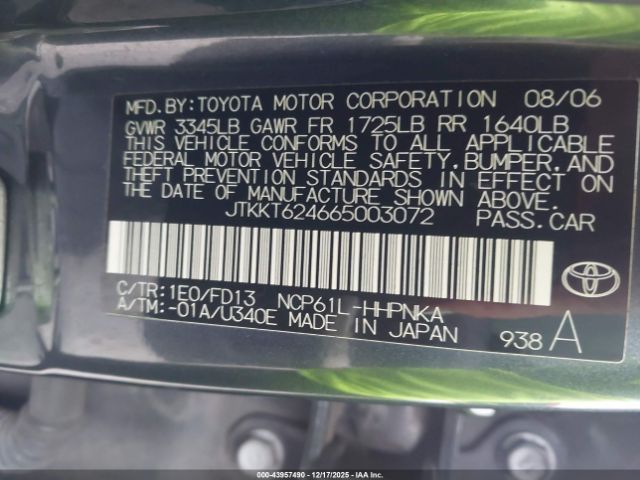 MFD. BY: TOYOTA MOTOR CORPORATION 08/06
GVWR 3345LB GAWR FR 1725LB RR 1640LB
THIS VEHICLE CONFORMS TO ALL APPLICABLE
FEDERAL MOTOR VEHICLE SAFETY, BUMPER, AND
THEFT PREVENTION STANDARDS IN EFFECT ON
THE DATE OF MANUFACTURE SHOWN ABOVE.
JTKKT624665003072 PASS. CAR
C/TR: 1E0/FD13 NCP61L-HHPNKA
A/TM: -01A/U340E MADE IN JAPAN 938 A
000-43957490 - 12/17/2025 - IAAI.com